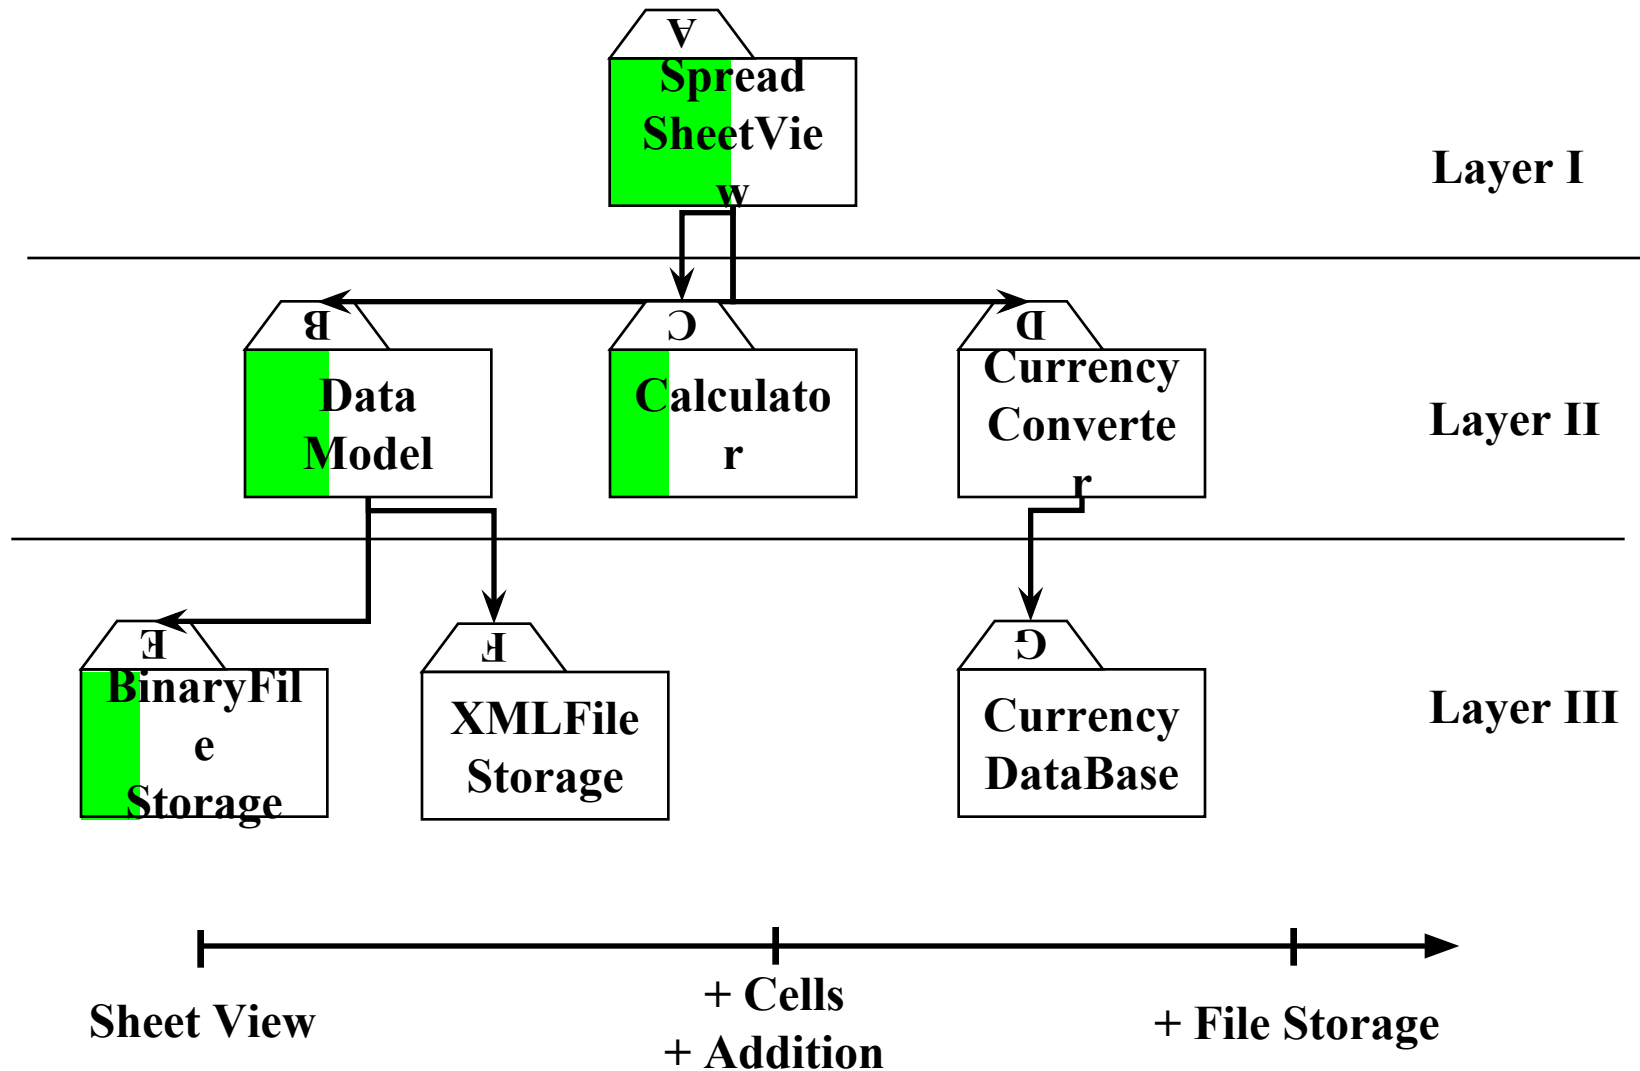 A
Spread
SheetVie
w
Layer I
B
C
D
Data
Model
Calculato
r
Currency
Converte
r
Layer II
E
F
G
BinaryFil
e
Storage
XMLFile
Storage
Currency
DataBase
Layer III
Sheet View
+ Cells
+ Addition
+ File Storage